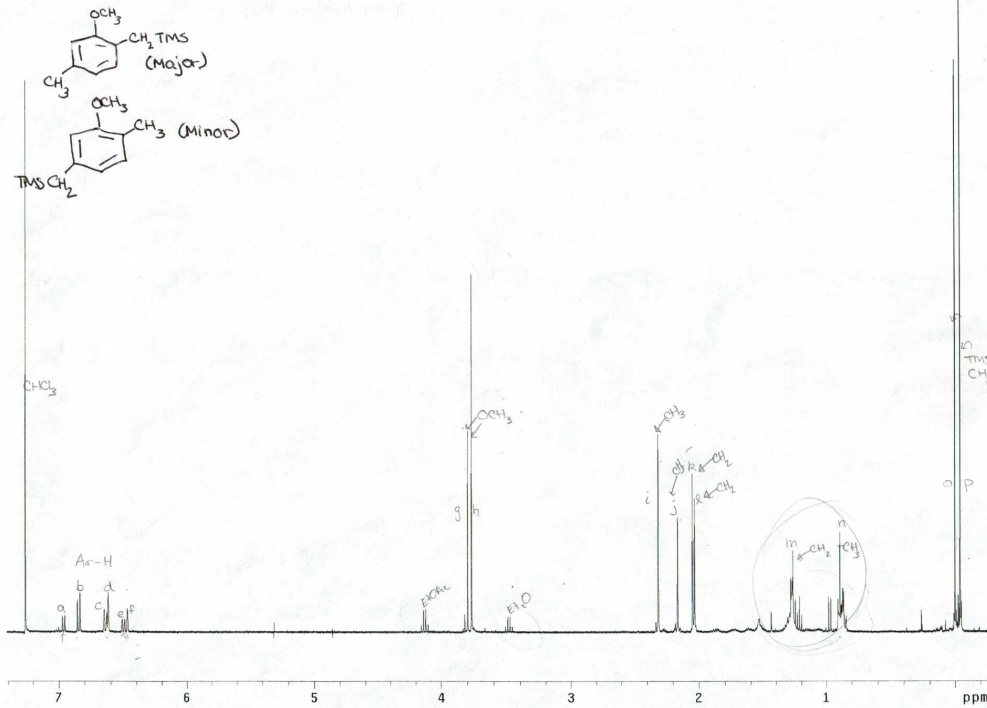 OCH3
CH2TMS
(Major)
CH3
OCH3
CH3 (Minor)
TMSCH2
CHCl3
Ar-H
a
b
c
d
e
f
EtOAc
OCH3
g
h
Et2O
CH3
i
j
k
CH2
l
CH2
m
CH2
n
CH3
TMS
o
p
7
6
5
4
3
2
1
ppm